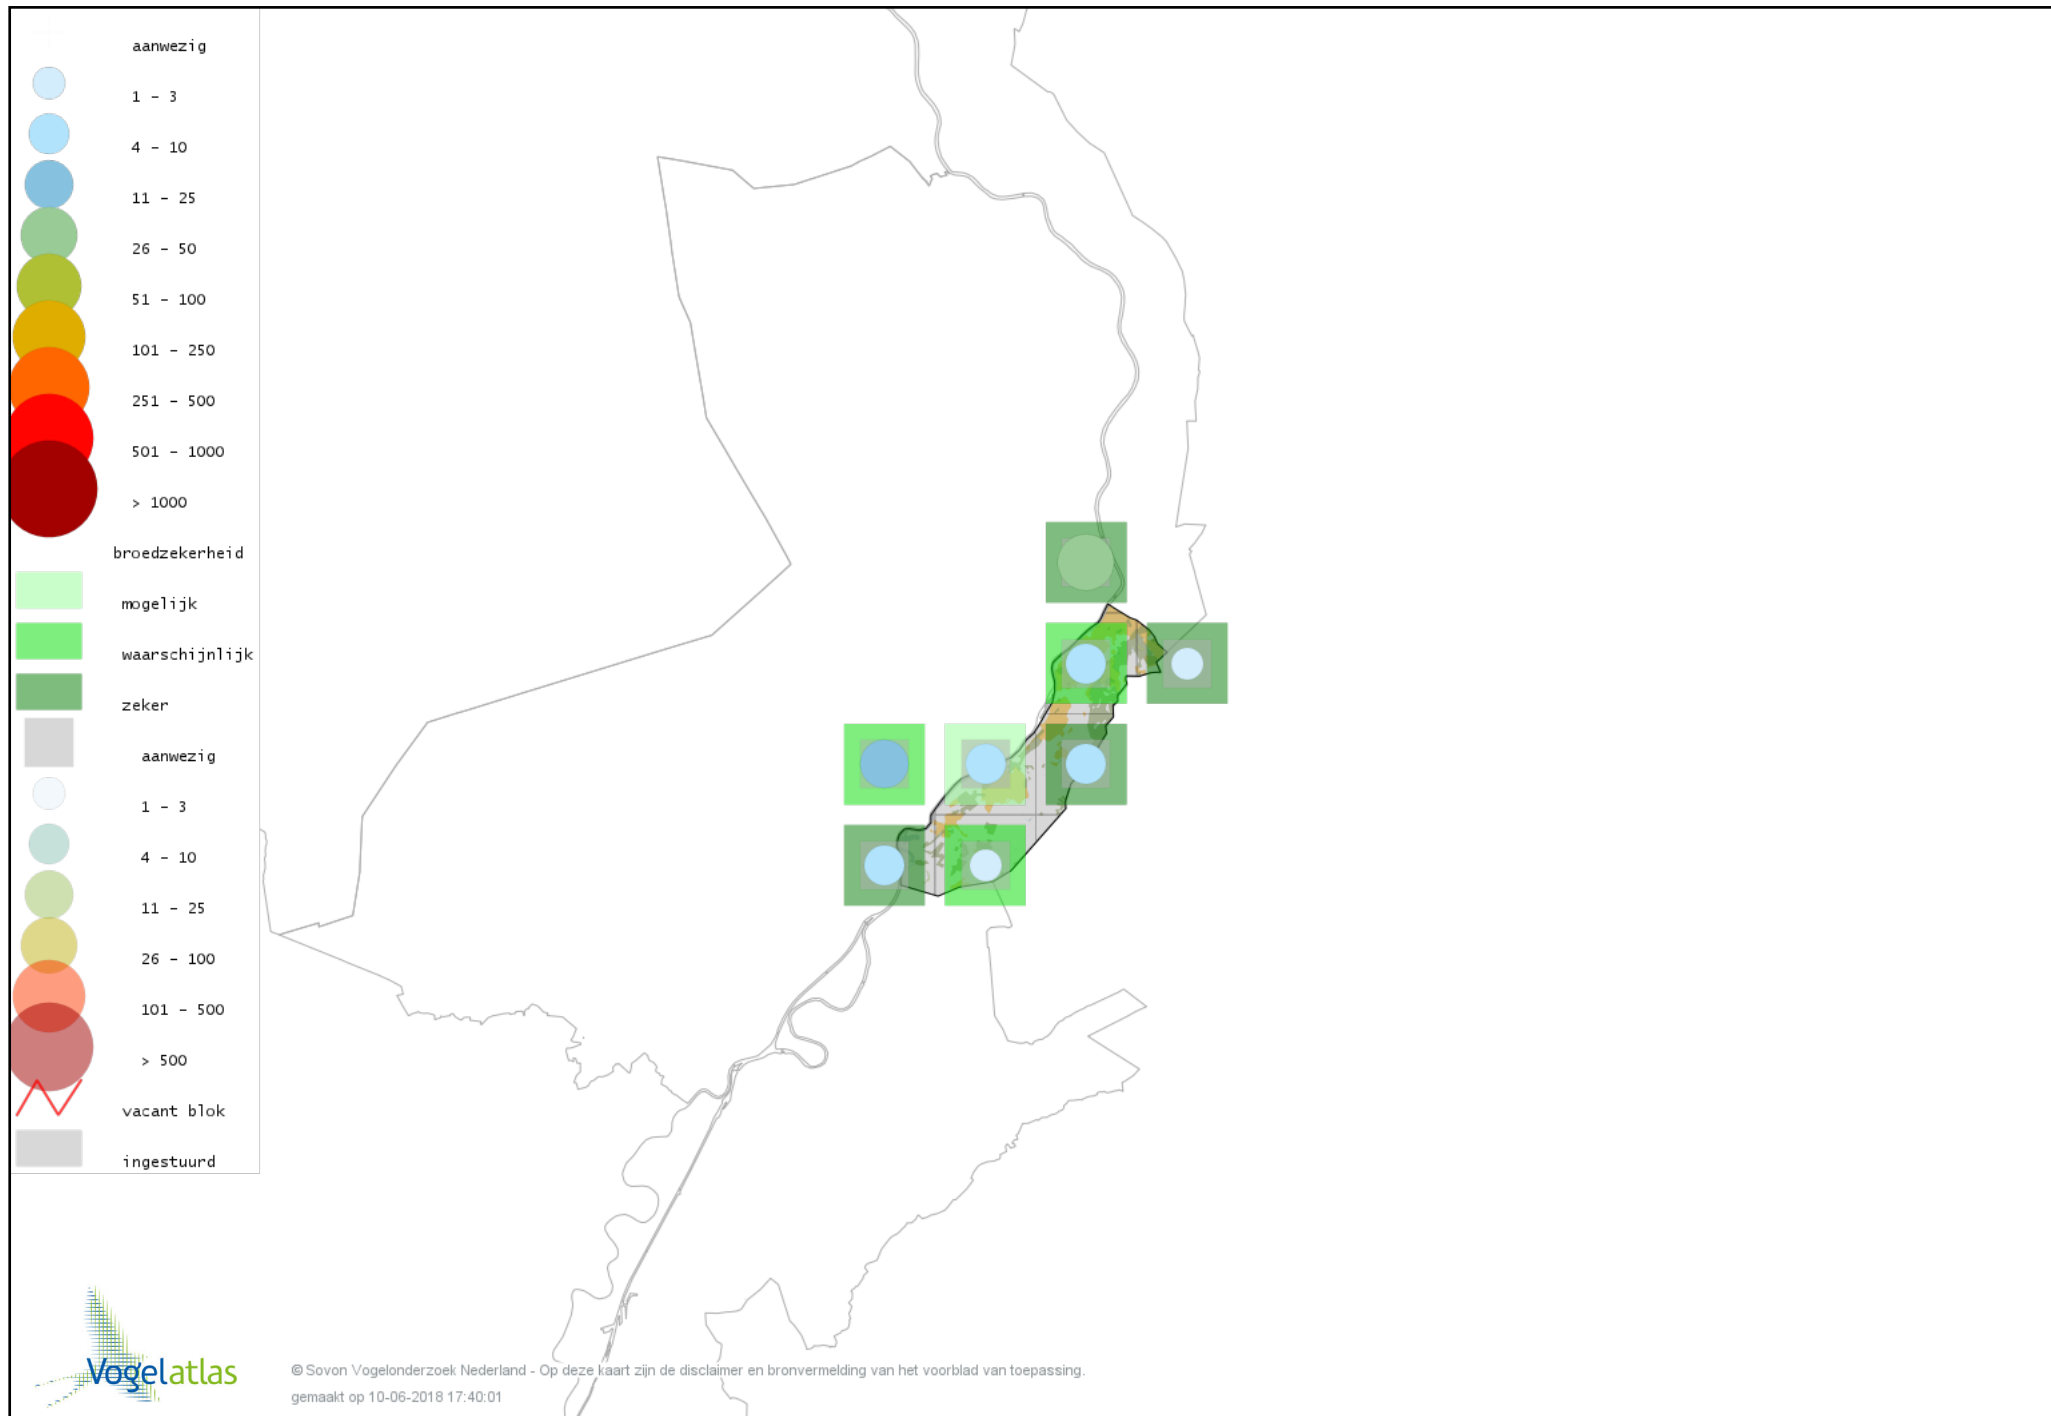 aanwezig
1 - 3
4 - 10
11 - 25
26 - 50
51 - 100
101 - 250
251 - 500
501 - 1000
> 1000
broedzekerheid
mogelijk
waarschijnlijk
zeker
aanwezig
1 - 3
4 - 10
11 - 25
26 - 100
101 - 500
> 500
vacant blok
ingestuurd
Vogelatlas
© Sovon Vogelonderzoek Nederland - Op deze kaart zijn de disclaimer en bronvermelding van het voorblad van toepassing.
gemaakt op 10-06-2018 17:40:01